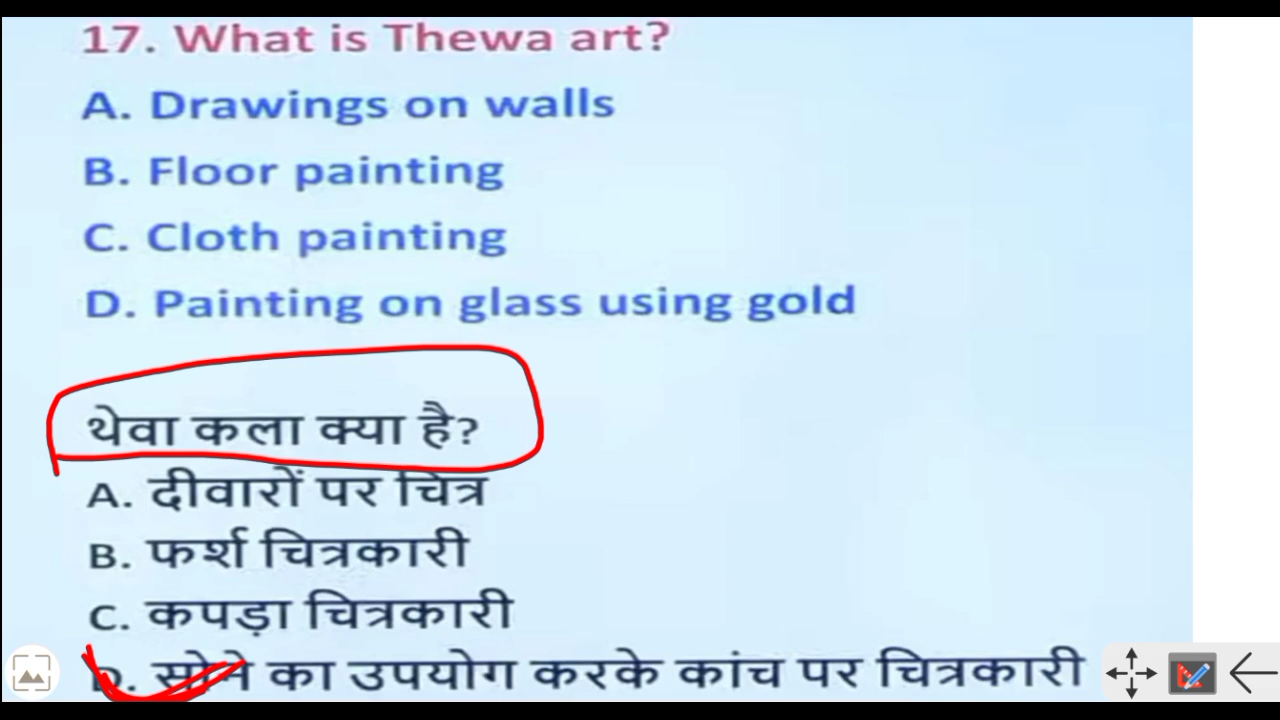 17. What is Thewa art?
A. Drawings on walls
B. Floor painting
C. Cloth painting
D. Painting on glass using gold
थेवा कला क्या है?
A. दीवारों पर चित्र
B. फर्श चित्रकारी
C. कपड़ा चित्रकारी
D. सोने का उपयोग करके कांच पर चित्रकारी